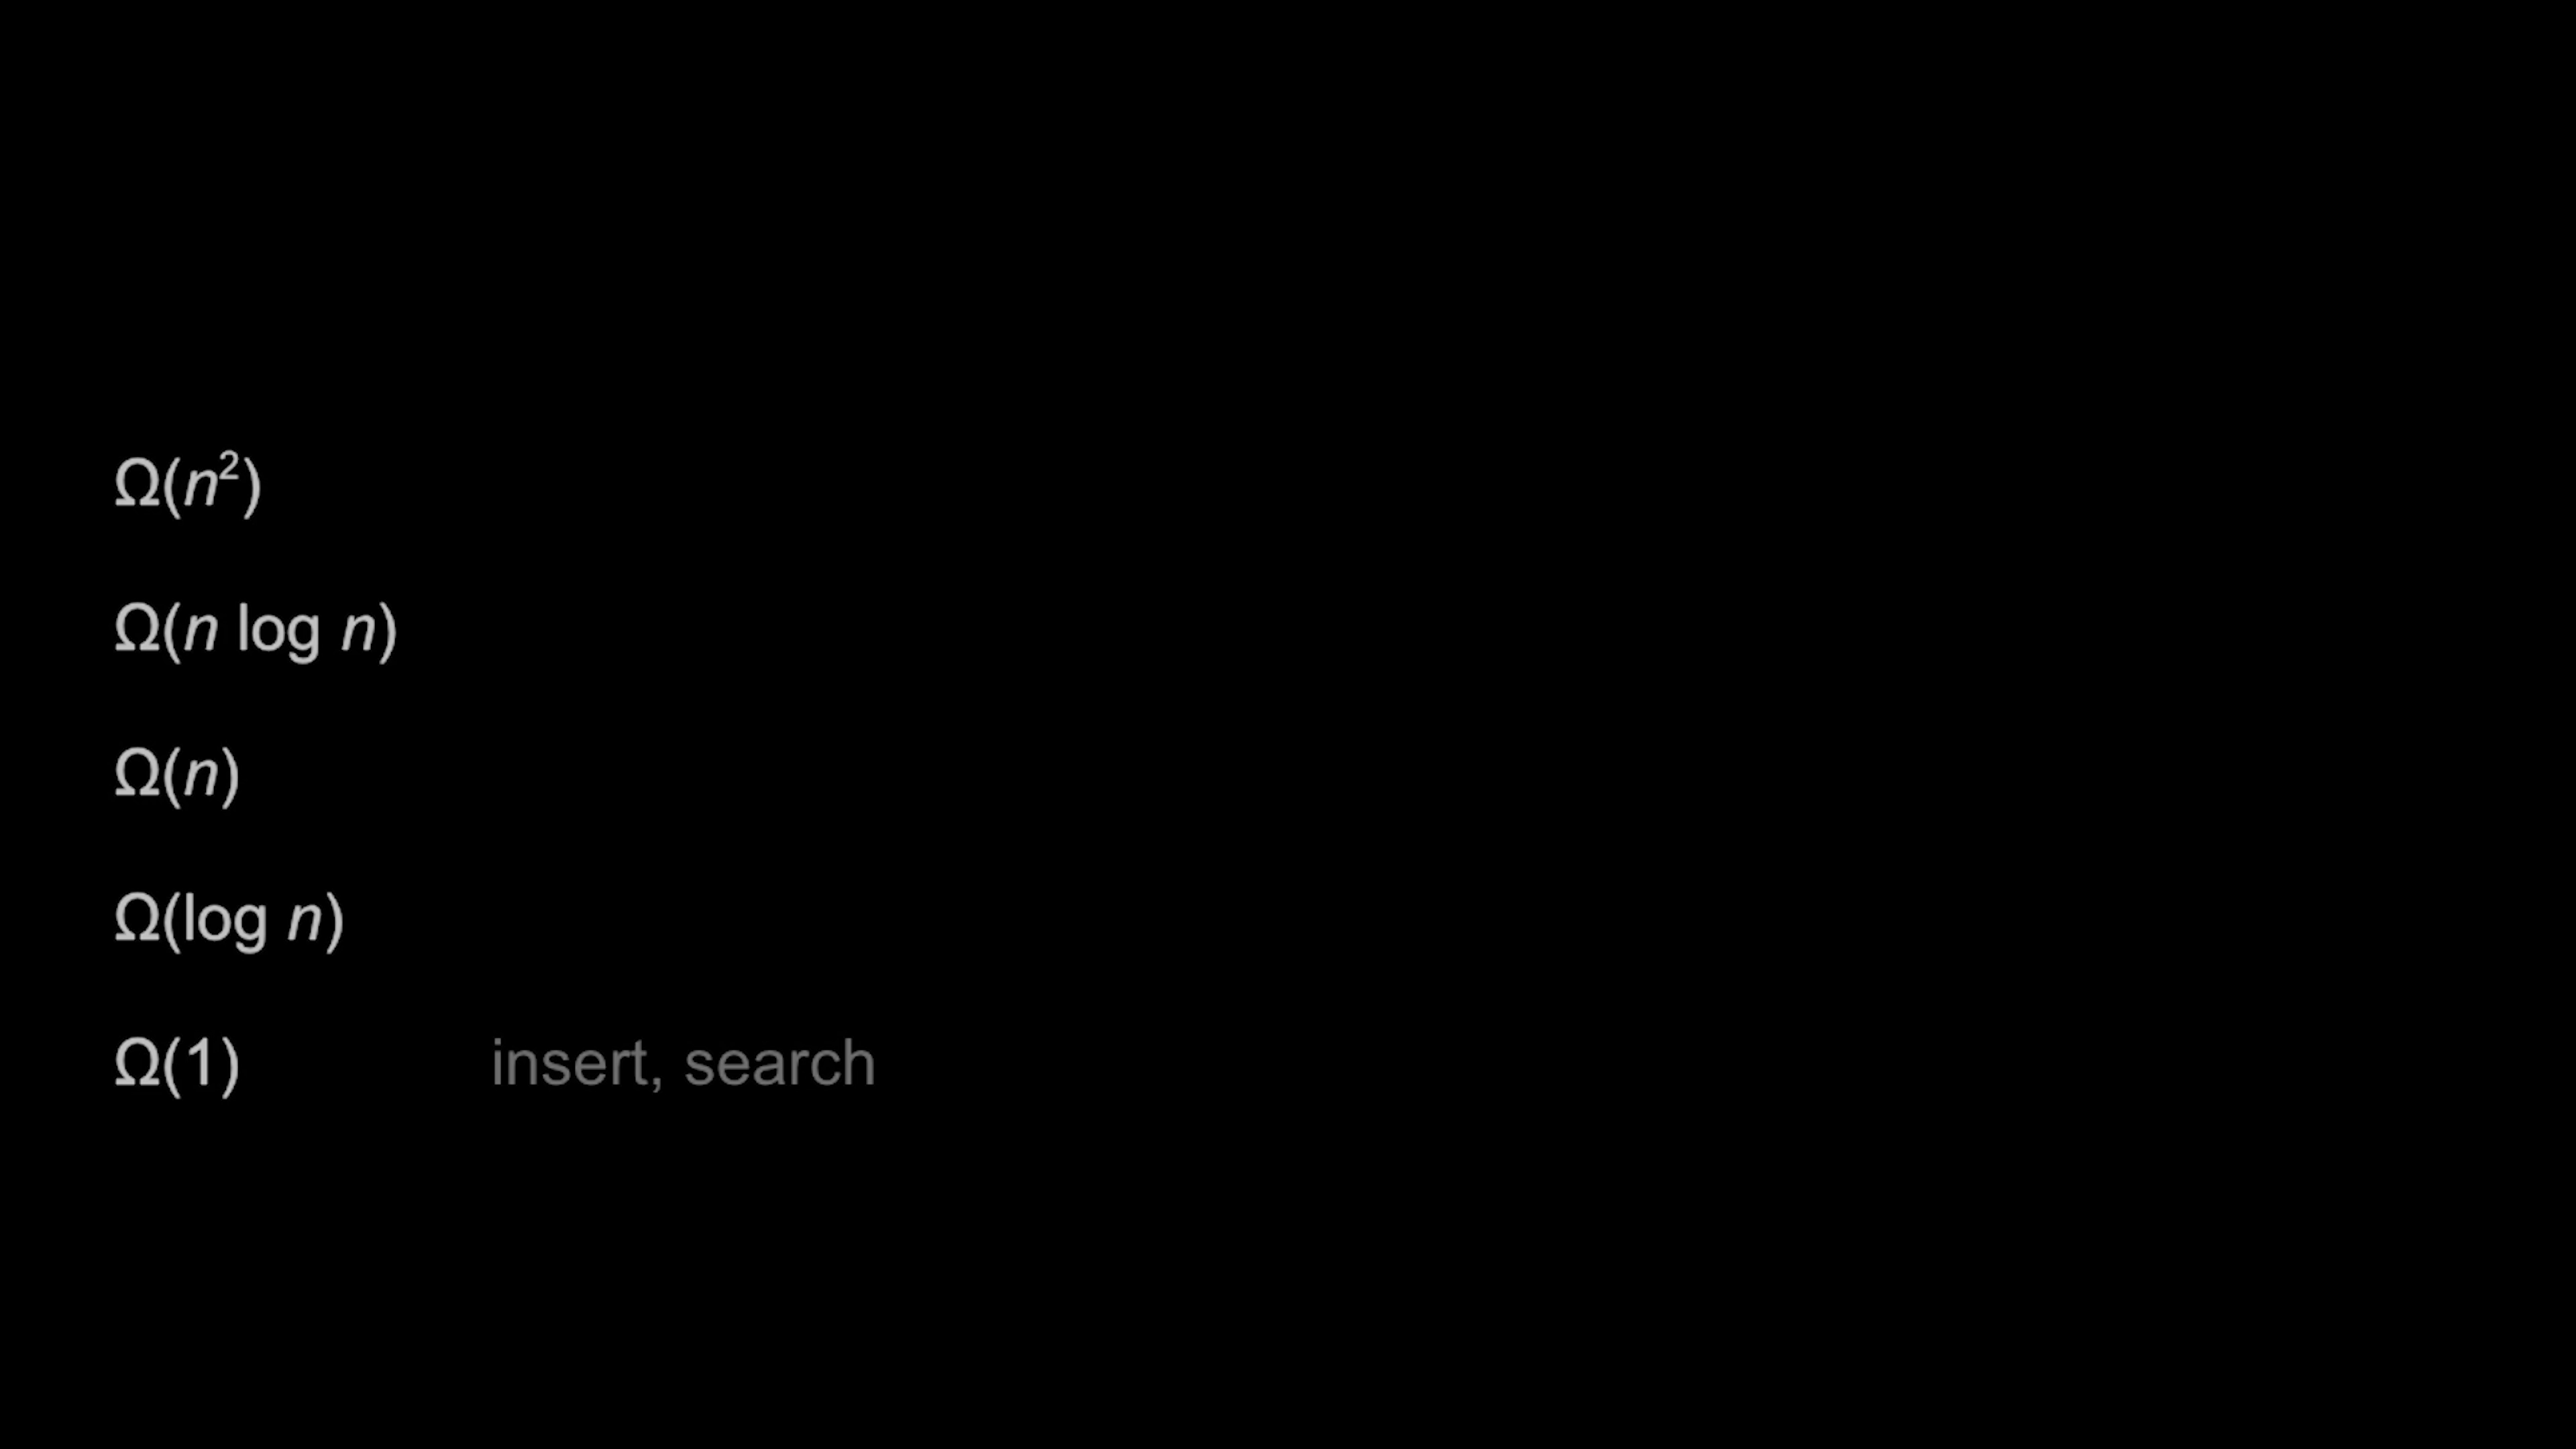 Ω(n²)
Ω(n log n)
Ω(n)
Ω(log n)
Ω(1) insert, search